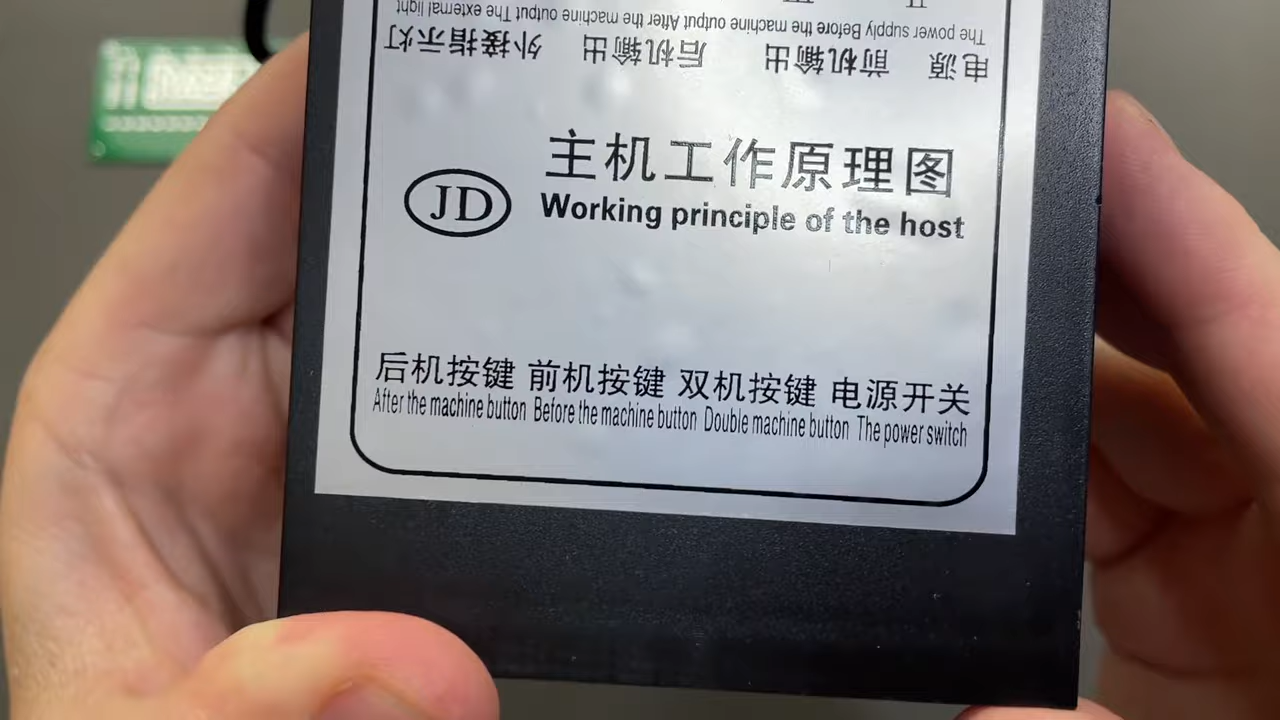 The power supply Before the machine output After the machine output The external light
电源 前机输出 后机输出 外接指示灯
主机工作原理图
JD
Working principle of the host
后机按键 前机按键 双机按键 电源开关
After the machine button Before the machine button Double machine button The power switch